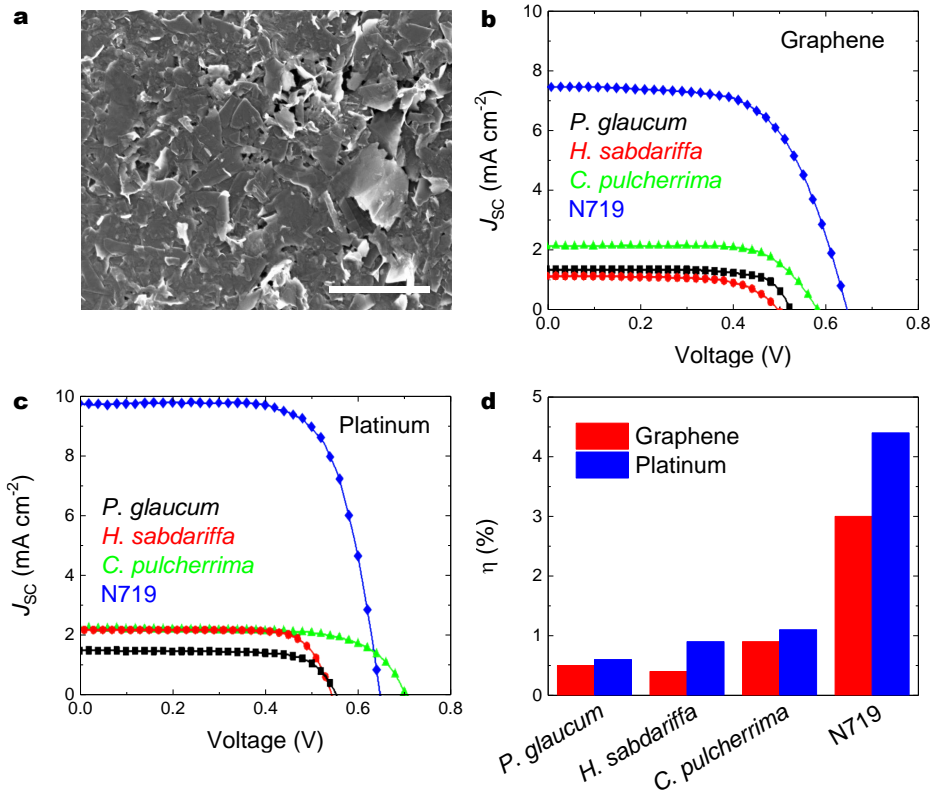 a
b
Graphene
8
6
4
2
0
J_SC (mA cm⁻²)
P. glaucum
H. sabdariffa
C. pulcherrima
N719
0.0 0.2 0.4 0.6 0.8
Voltage (V)
c
Platinum
10
8
6
4
2
0
J_SC (mA cm⁻²)
P. glaucum
H. sabdariffa
C. pulcherrima
N719
0.0 0.2 0.4 0.6 0.8
Voltage (V)
d
Graphene
Platinum
5
4
3
2
1
0
η (%)
P. glaucum
H. sabdariffa
C. pulcherrima
N719